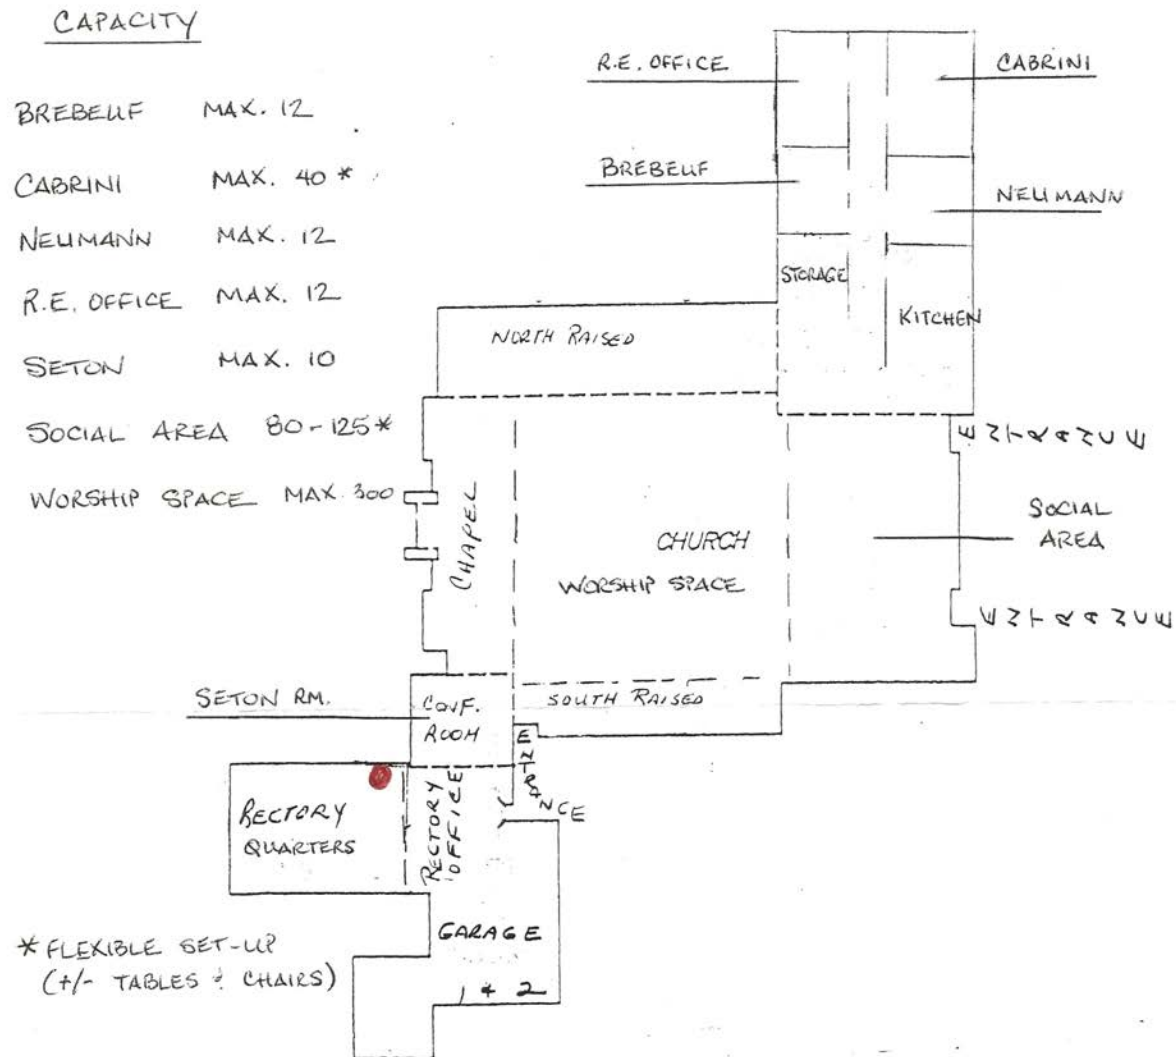 CAPACITY
BREBEUF MAX. 12
CABRINI MAX. 40 *
NEUMANN MAX. 12
R.E. OFFICE MAX. 12
SETON MAX. 10
SOCIAL AREA 80-125*
WORSHIP SPACE MAX. 300
R.E. OFFICE
CABRINI
BREBEUF
NEUMANN
STORAGE
KITCHEN
NORTH RAISED
ENTRANCE
CHAPEL
CHURCH
WORSHIP SPACE
SOCIAL
AREA
ENTRANCE
SETON RM.
CONF.
ROOM
SOUTH RAISED
ENTRANCE
RECTORY
QUARTERS
RECTORY
OFFICE
GARAGE
1 & 2
* FLEXIBLE SET-UP
(+/- TABLES & CHAIRS)